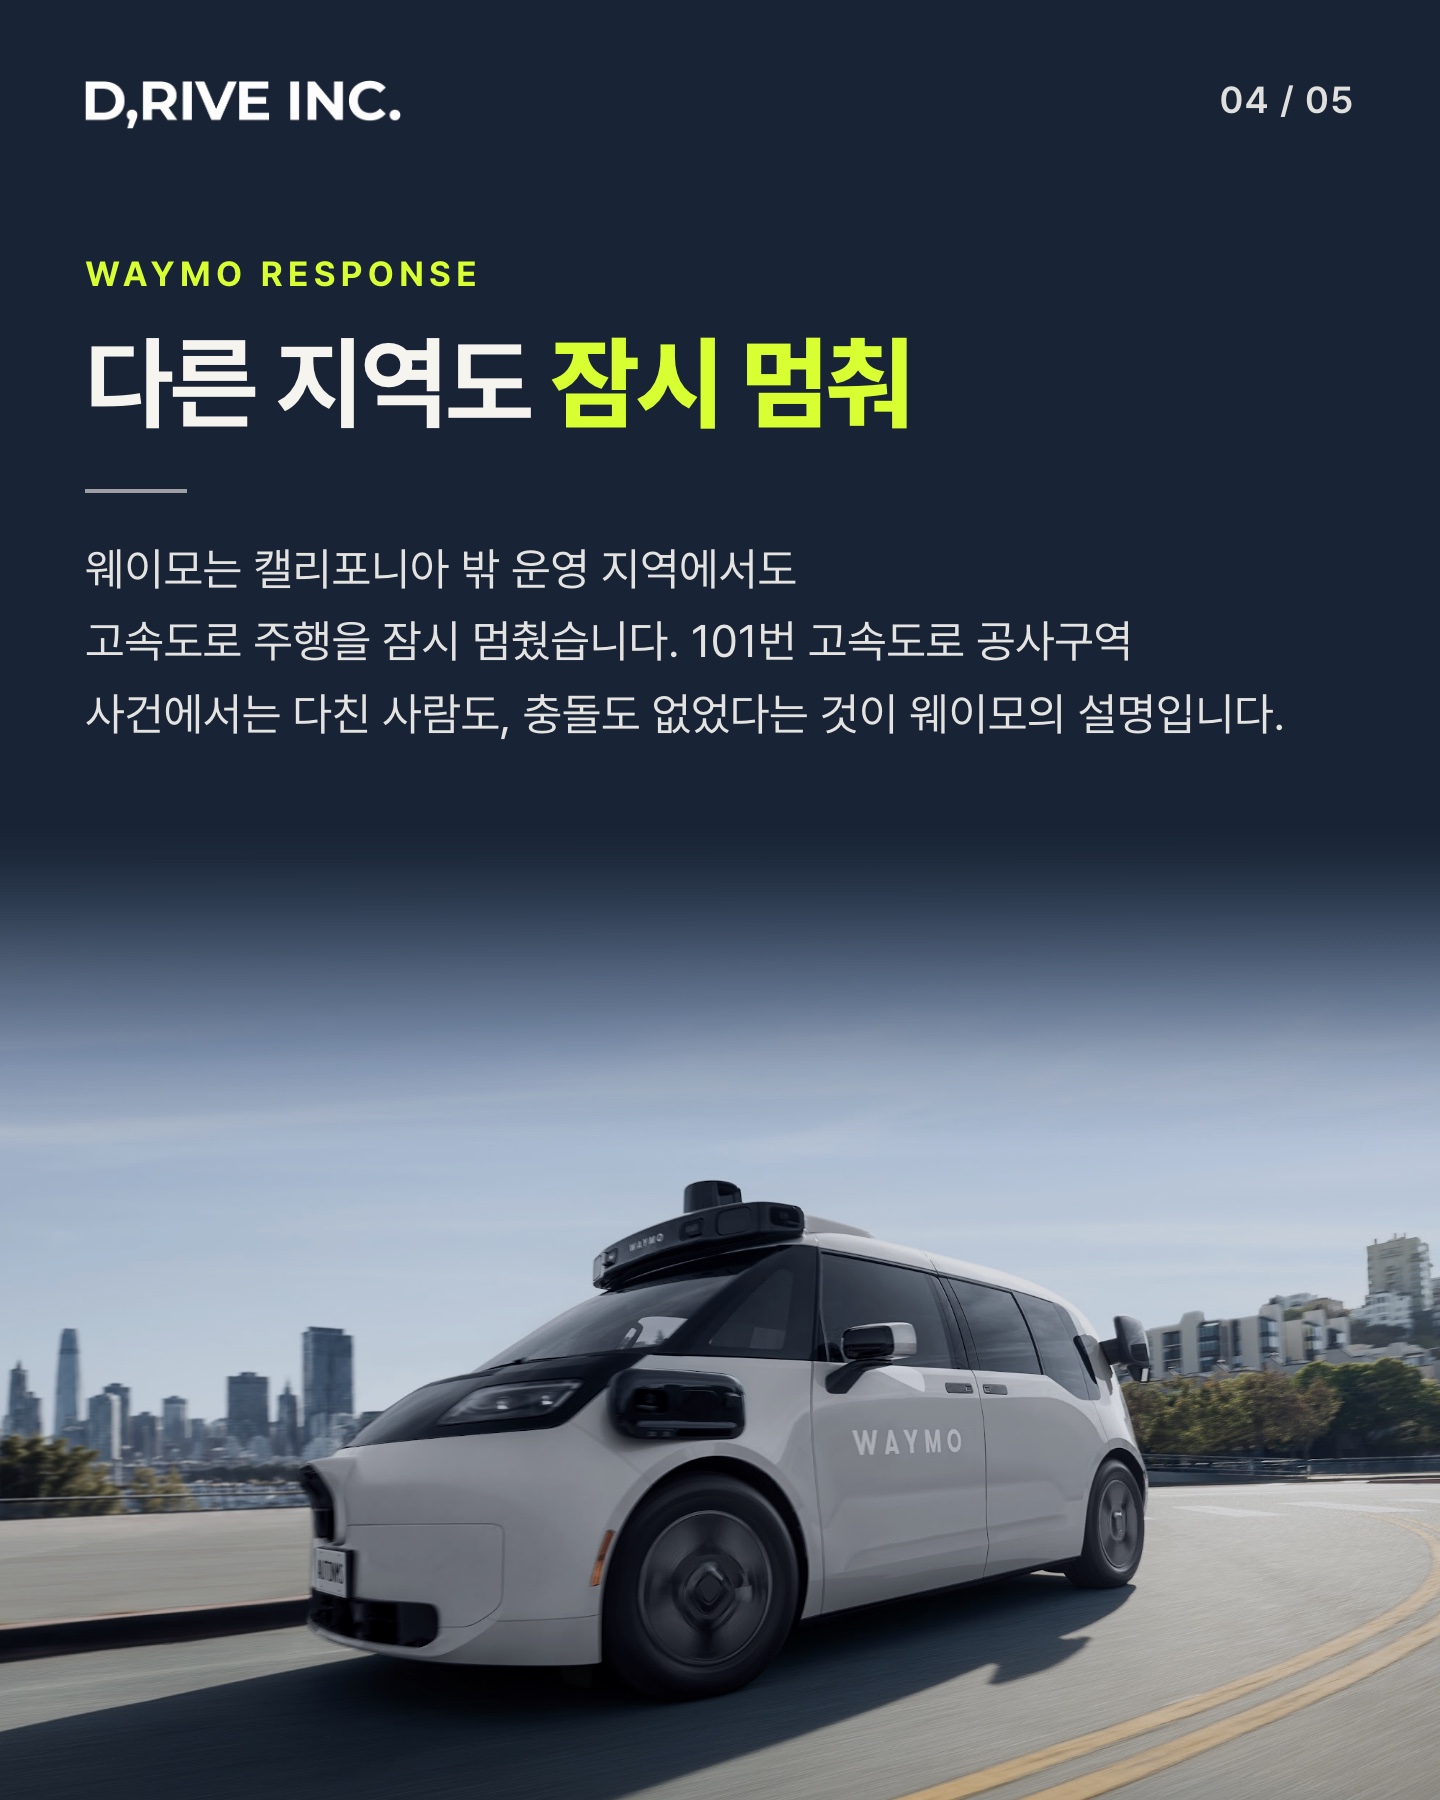 D,RIVE INC.
04 / 05
WAYMO RESPONSE
다른 지역도 잠시 멈춰
웨이모는 캘리포니아 밖 운영 지역에서도
고속도로 주행을 잠시 멈췄습니다. 101번 고속도로 공사구역
사건에서는 다친 사람도, 충돌도 없었다는 것이 웨이모의 설명입니다.
WAYMO
WAYMO